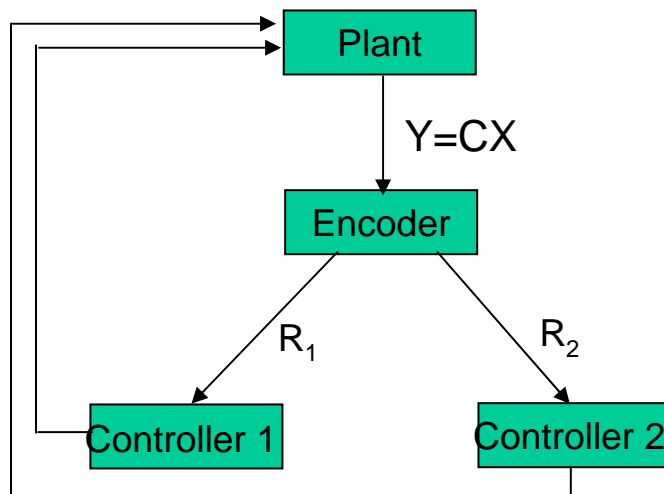 Plant
Y=CX
Encoder
R₁
R₂
Controller 1
Controller 2